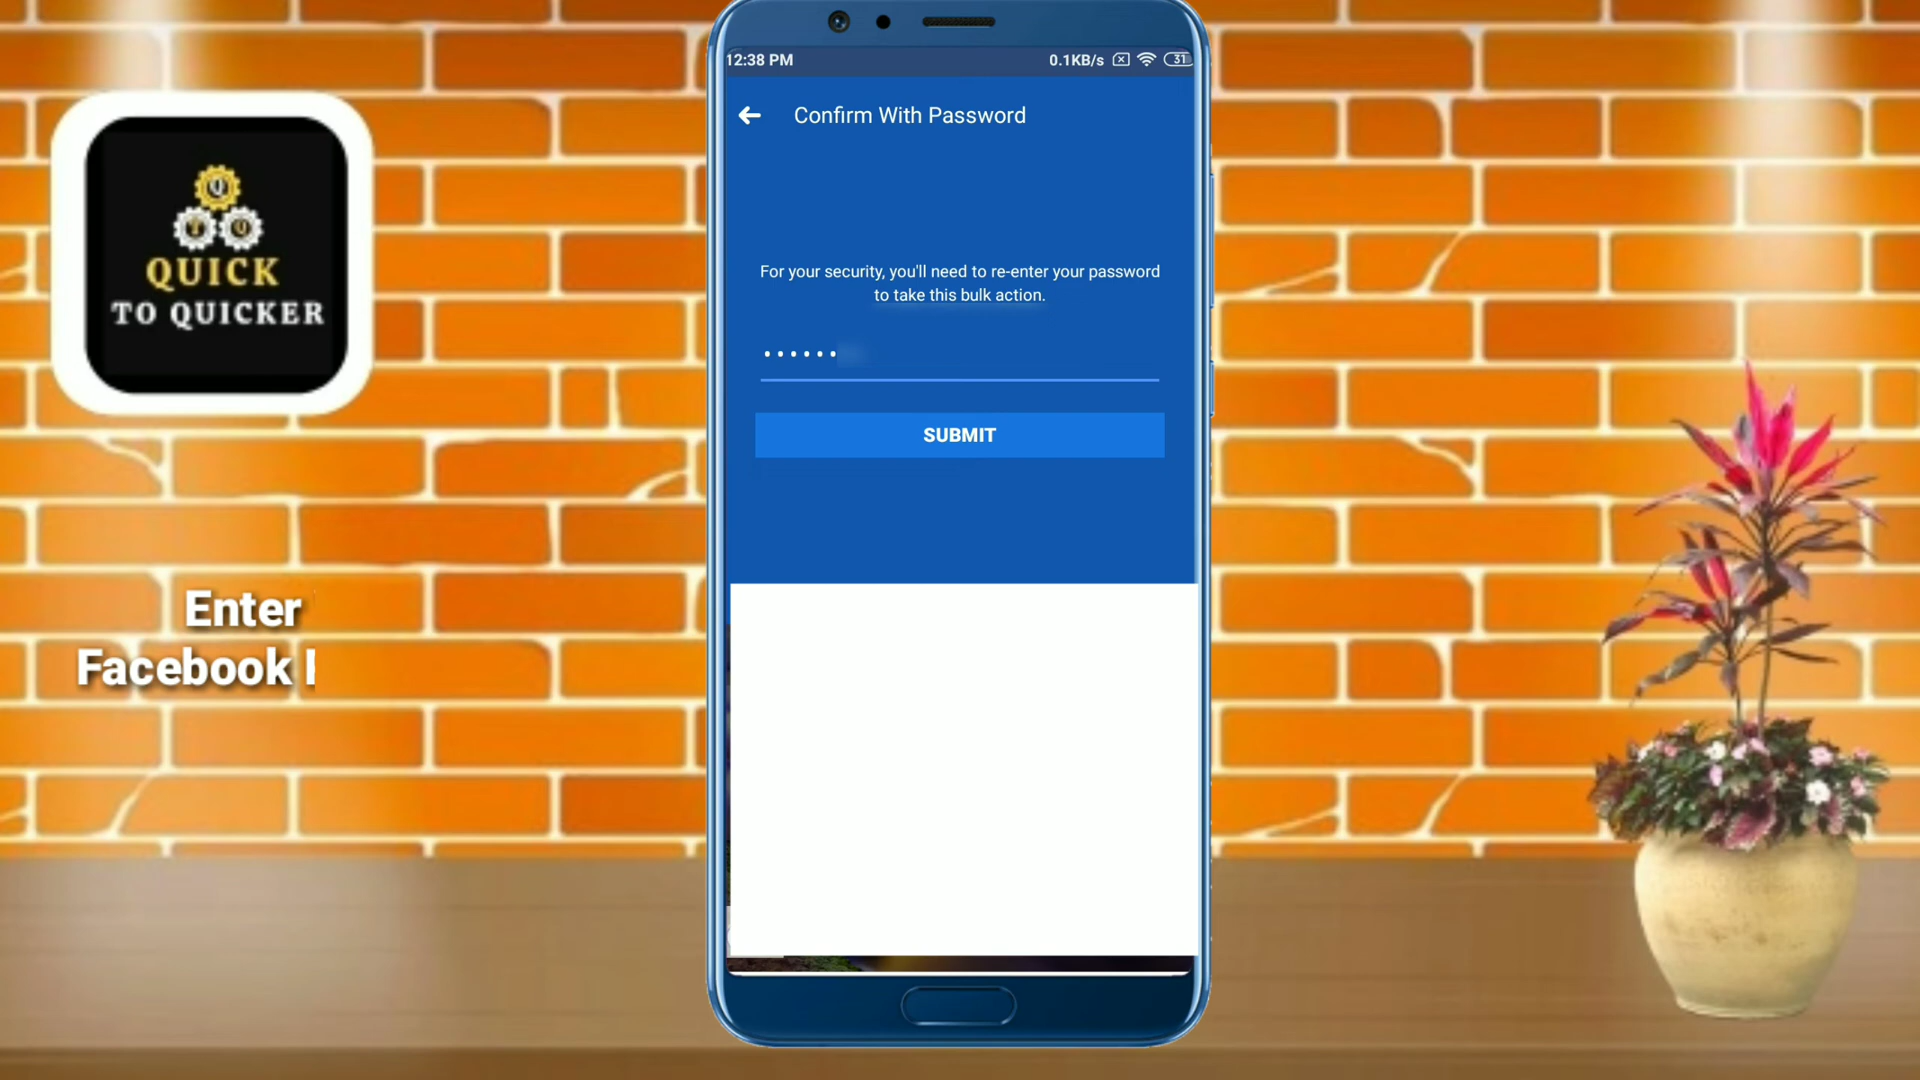 QUICK
TO QUICKER
Enter
Facebook
12:38 PM
0.1KB/s
31
Confirm With Password
For your security, you'll need to re-enter your password
to take this bulk action.
SUBMIT